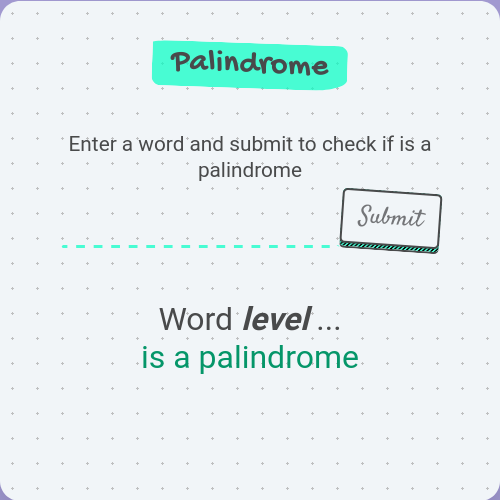 Palindrome
Enter a word and submit to check if is a
palindrome
Submit
Word level ...
is a palindrome